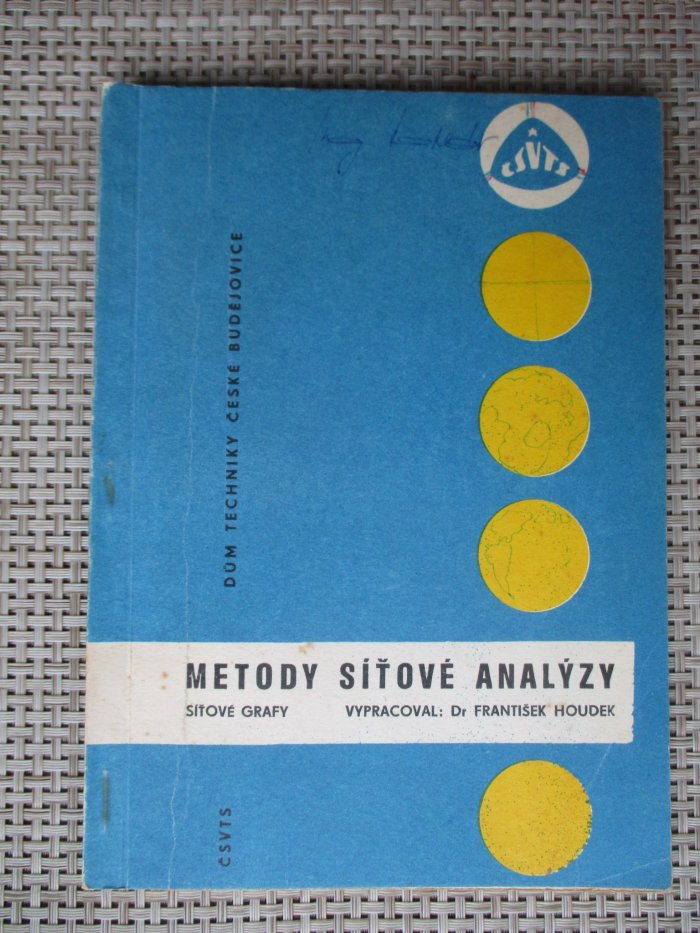 ČSVTS
DŮM TECHNIKY ČESKÉ BUDĚJOVICE
METODY SÍŤOVÉ ANALÝZY
SÍŤOVÉ GRAFY VYPRACOVAL: Dr FRANTIŠEK HOUDEK
ČSVTS